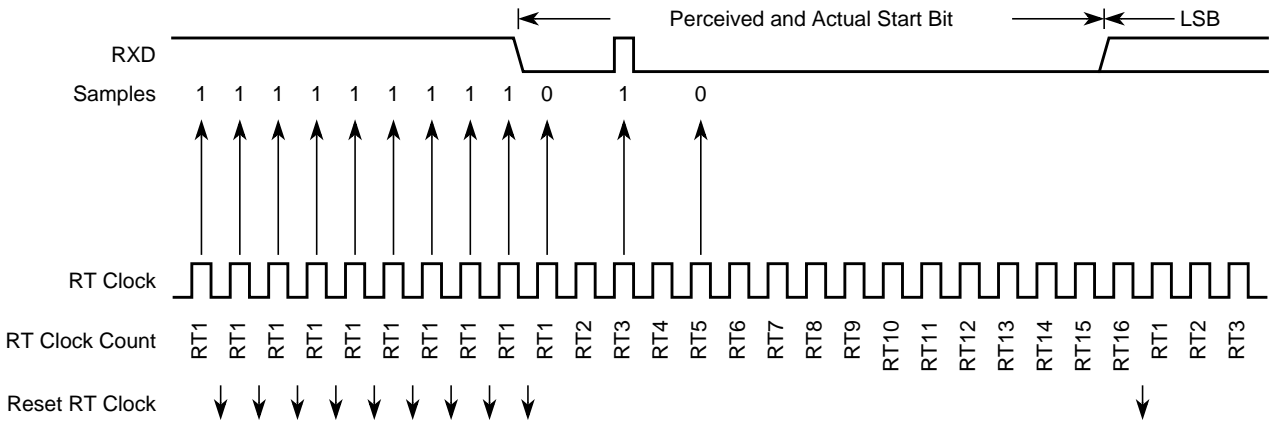 Perceived and Actual Start Bit LSB
RXD
Samples 1 1 1 1 1 1 1 1 1 0 1 0
RT Clock
RT Clock Count RT1 RT1 RT1 RT1 RT1 RT1 RT1 RT1 RT1 RT1 RT2 RT3 RT4 RT5 RT6 RT7 RT8 RT9 RT10 RT11 RT12 RT13 RT14 RT15 RT16 RT1 RT2 RT3
Reset RT Clock